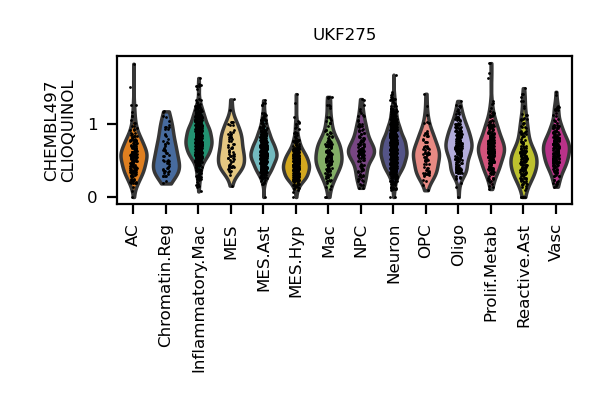 UKF275
CHEMBL497
CLIOQUINOL
1
0
AC
Chromatin.Reg
Inflammatory.Mac
MES
MES.Ast
MES.Hyp
Mac
NPC
Neuron
OPC
Oligo
Prolif.Metab
Reactive.Ast
Vasc